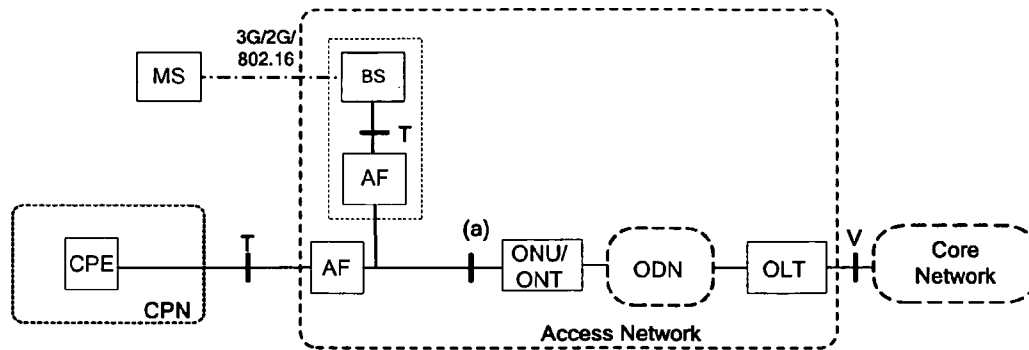 3G/2G/
802.16
MS
BS
T
AF
(a)
V
T
CPE
AF
ONU/
ONT
ODN
OLT
Core
Network
CPN
Access Network